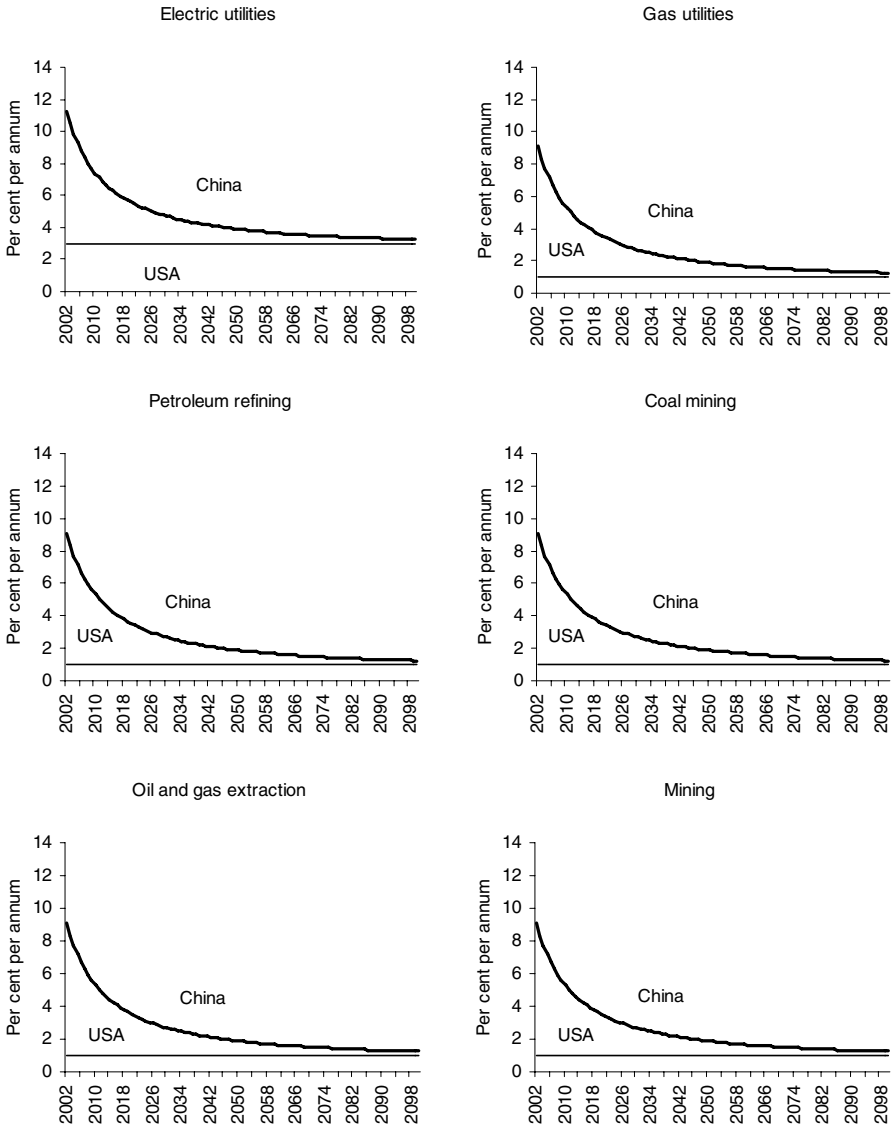 Electric utilities
Per cent per annum
14
12
10
8
6
4
2
0
China
USA
2002 2010 2018 2026 2034 2042 2050 2058 2066 2074 2082 2090 2098
Gas utilities
Per cent per annum
14
12
10
8
6
4
2
0
China
USA
2002 2010 2018 2026 2034 2042 2050 2058 2066 2074 2082 2090 2098
Petroleum refining
Per cent per annum
14
12
10
8
6
4
2
0
China
USA
2002 2010 2018 2026 2034 2042 2050 2058 2066 2074 2082 2090 2098
Coal mining
Per cent per annum
14
12
10
8
6
4
2
0
China
USA
2002 2010 2018 2026 2034 2042 2050 2058 2066 2074 2082 2090 2098
Oil and gas extraction
Per cent per annum
14
12
10
8
6
4
2
0
China
USA
2002 2010 2018 2026 2034 2042 2050 2058 2066 2074 2082 2090 2098
Mining
Per cent per annum
14
12
10
8
6
4
2
0
China
USA
2002 2010 2018 2026 2034 2042 2050 2058 2066 2074 2082 2090 2098